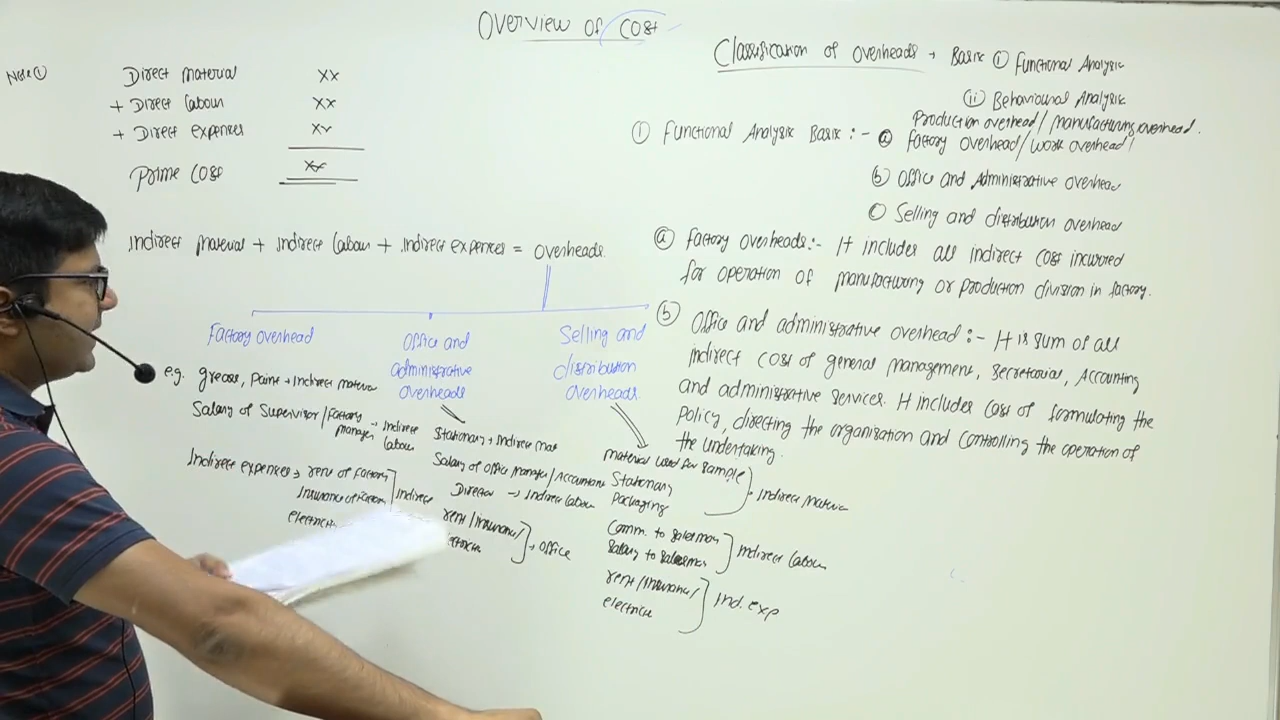 Overview of Cost
Note ①
Direct material xx
+ Direct labour xx
+ Direct expenses xx
Prime Cost xx
Indirect material + Indirect labour + Indirect expenses = overheads.
Factory overhead
Office and
administrative
overheads
Selling and
distribution
overheads.
e.g. grease, Paint → Indirect material
Salary of Supervisor / factory
manager → Indirect
labour
Indirect expenses → rent of factory
Insurance of factory
Indirect
Stationary → Indirect mat
Salary of office manager / Accountant
Director → Indirect labour
rent / insurance /
→ office
material used for sample
Stationary
Packaging
→ Indirect material
Comm. to salesman
Salary to salesman
Indirect labour
rent / insurance /
electricity
Ind. exp
Classification of overheads → Basis ① Functional Analysis
(ii) Behavioural Analysis
① Functional Analysis Basis :- ⓐ Production overhead / manufacturing overhead.
Factory overhead / work overhead /
ⓑ Office and Administrative overhead
ⓒ Selling and distribution overhead
ⓐ Factory overheads :- It includes all indirect cost incurred
for operation of manufacturing or production division in factory.
ⓑ Office and administrative overhead :- It is sum of all
indirect cost of general management, Secretarial, Accounting
and administrative services. It includes cost of formulating the
Policy, directing the organisation and controlling the operation of
the undertaking.